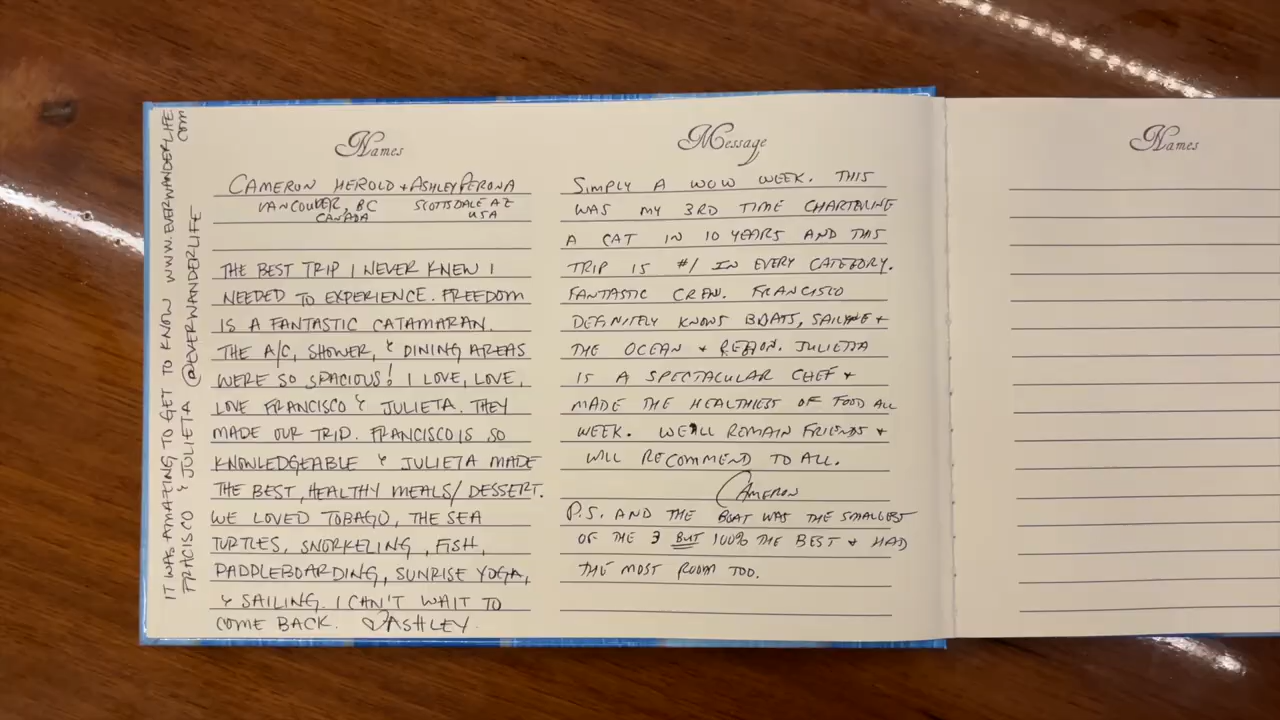 Names
CAMERON HEROLD + ASHLEY PERONA
VANCOUVER, BC SCOTTSDALE AZ
CANADA USA
THE BEST TRIP I NEVER KNEW I
NEEDED TO EXPERIENCE. FREEDOM
IS A FANTASTIC CATAMARAN.
THE A/C, SHOWER, & DINING AREAS
WERE SO SPACIOUS! I LOVE, LOVE,
LOVE FRANCISCO & JULIETA. THEY
MADE OUR TRIP. FRANCISCO IS SO
KNOWLEDGEABLE & JULIETA MADE
THE BEST, HEALTHY MEALS/DESSERT.
WE LOVED TOBAGO, THE SEA
TURTLES, SNORKELING, FISH,
PADDLEBOARDING, SUNRISE YOGA,
& SAILING. I CAN'T WAIT TO
COME BACK. ♡ASHLEY.
IT WAS AMAZING TO GET TO KNOW WWW.EVERWANDERLIFE
.com
FRACISCO & JULIETA @EVERWANDERLIFE
Message
SIMPLY A WOW WEEK. THIS
WAS MY 3RD TIME CHARTERING
A CAT IN 10 YEARS AND THIS
TRIP IS #1 IN EVERY CATEGORY.
FANTASTIC CREW. FRANCISCO
DEFINITELY KNOWS BOATS, SAILING +
THE OCEAN + REGION. JULIETTA
IS A SPECTACULAR CHEF +
MADE THE HEALTHIEST OF FOOD ALL
WEEK. WE'LL REMAIN FRIENDS +
WILL RECOMMEND TO ALL.
CAMERON
P.S. AND THE BOAT WAS THE SMALLEST
OF THE 3 BUT 100% THE BEST + HAD
THE MOST ROOM TOO.
Names